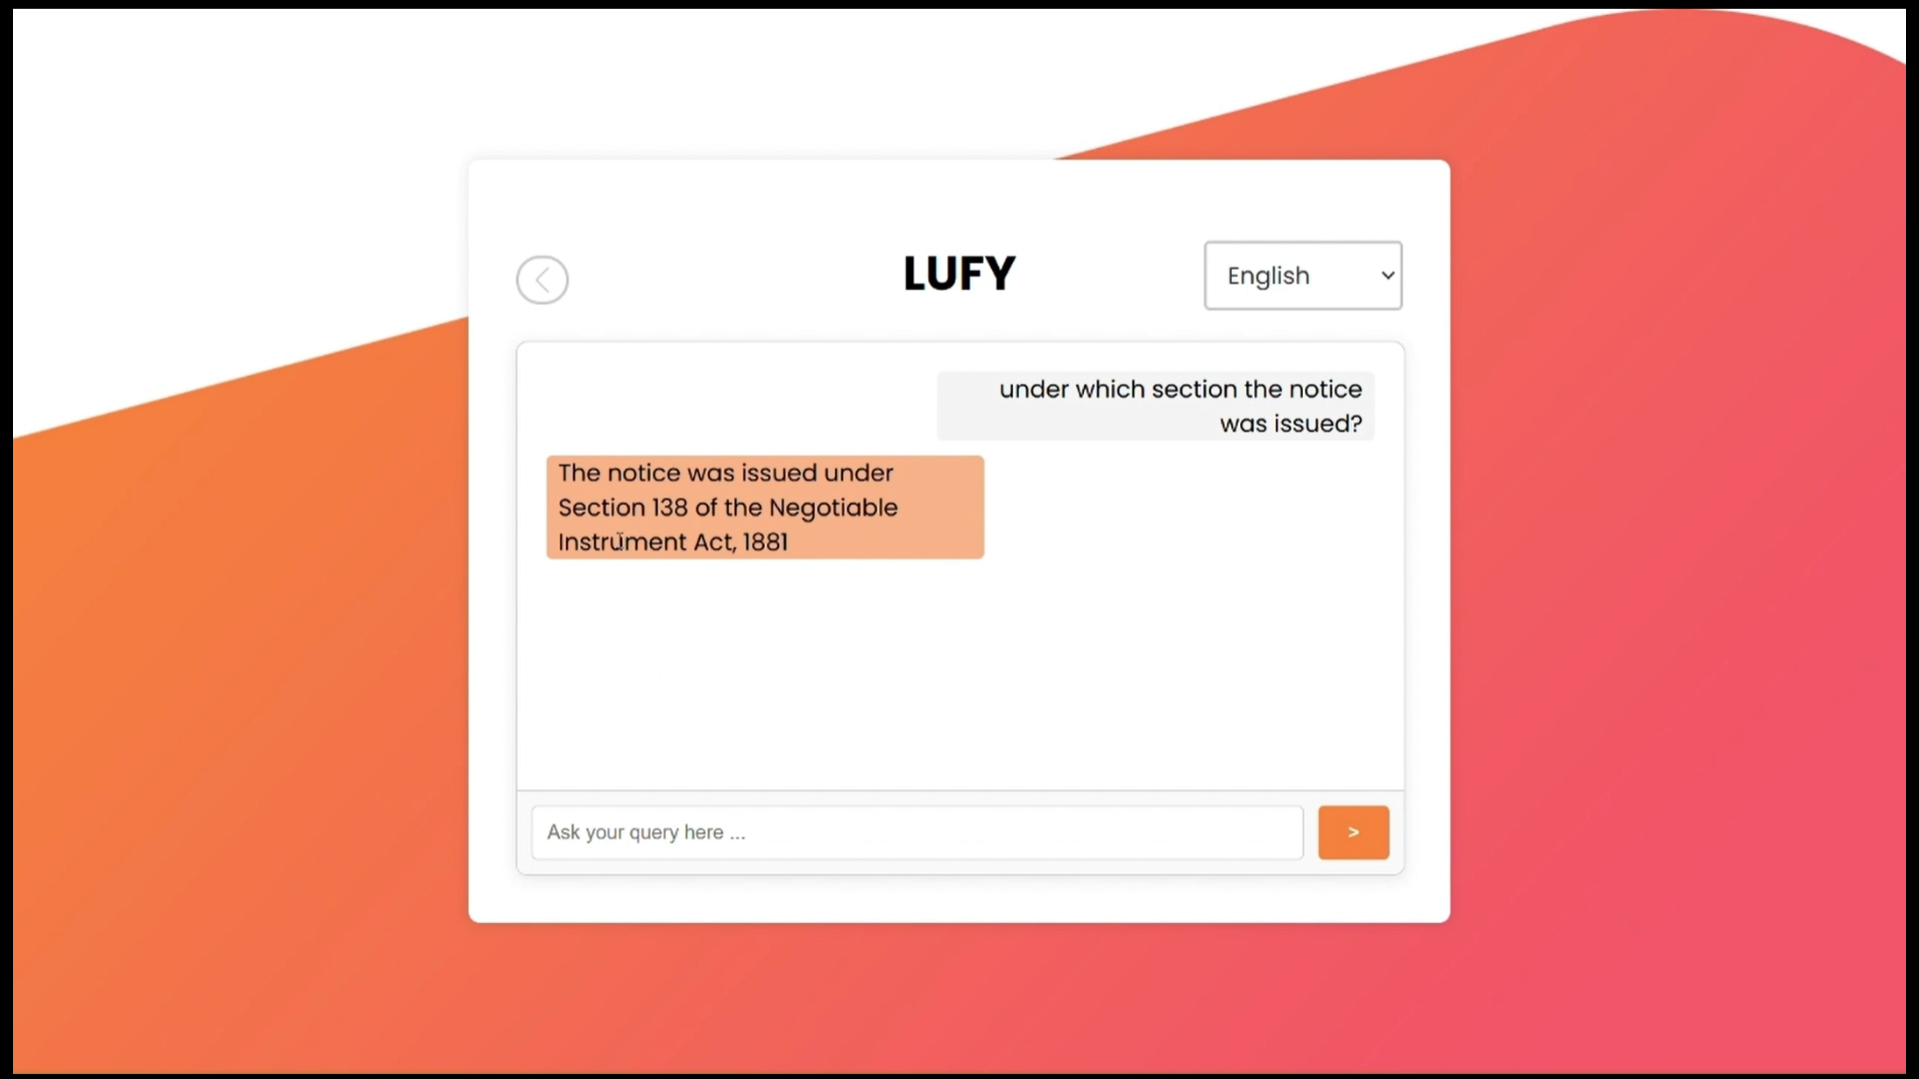 LUFY
English
under which section the notice
was issued?
The notice was issued under
Section 138 of the Negotiable
Instrument Act, 1881
Ask your query here ...
>